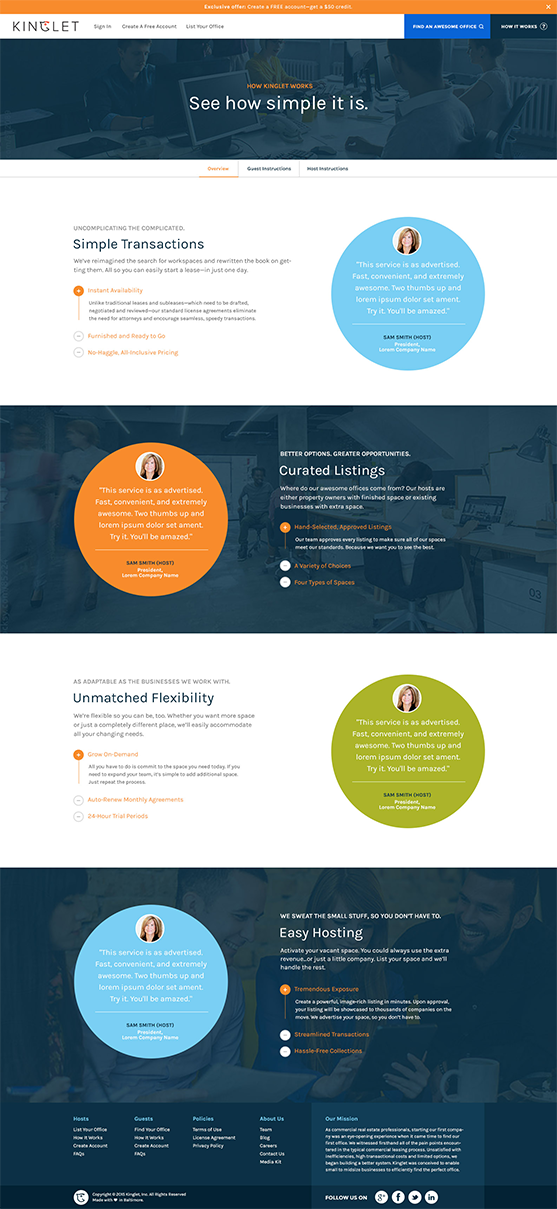 Exclusive offer: Create a FREE account—get a $50 credit.
KINGLET
Sign In
Create A Free Account
List Your Office
FIND AN AWESOME OFFICE
HOW IT WORKS ?
HOW KINGLET WORKS
See how simple it is.
Overview
Guest Instructions
Host Instructions
UNCOMPLICATING THE COMPLICATED.
Simple Transactions
We've reimagined the search for workspaces and rewritten the book on get-
ting them. All so you can easily start a lease—in just one day.
Instant Availability
Unlike traditional leases and subleases—which need to be drafted,
negotiated and reviewed—our standard license agreements eliminate
the need for attorneys and encourage seamless, speedy transactions.
Furnished and Ready to Go
No-Haggle, All-Inclusive Pricing
"This service is as advertised.
Fast, convenient, and extremely
awesome. Two thumbs up and
lorem ipsum dolor set amet.
Try it. You'll be amazed."
SAM SMITH (HOST)
President,
Lorem Company Name
"This service is as advertised.
Fast, convenient, and extremely
awesome. Two thumbs up and
lorem ipsum dolor set amet.
Try it. You'll be amazed."
SAM SMITH (HOST)
President,
Lorem Company Name
BETTER OPTIONS. GREATER OPPORTUNITIES.
Curated Listings
Where do our awesome offices come from? Our hosts are
either property owners with finished space or existing
businesses with extra space.
Hand-Selected, Approved Listings
Our team approves every listing to make sure all of our spaces
meet our standards. Because we want you to see the best.
A Variety of Choices
Four Types of Spaces
03
AS ADAPTABLE AS THE BUSINESSES WE WORK WITH.
Unmatched Flexibility
We're flexible so you can be, too. Whether you want more space
or just a completely different place, we'll easily accommodate
all your changing needs.
Grow On-Demand
All you have to do is commit to the space you need today. If you
need to expand your team, it's simple to add additional space.
Just repeat the process.
Auto-Renew Monthly Agreements
24-Hour Trial Periods
"This service is as advertised.
Fast, convenient, and extremely
awesome. Two thumbs up and
lorem ipsum dolor set amet.
Try it. You'll be amazed."
SAM SMITH (HOST)
President,
Lorem Company Name
"This service is as advertised.
Fast, convenient, and extremely
awesome. Two thumbs up and
lorem ipsum dolor set amet.
Try it. You'll be amazed."
SAM SMITH (HOST)
President,
Lorem Company Name
WE SWEAT THE SMALL STUFF, SO YOU DON'T HAVE TO.
Easy Hosting
Activate your vacant space. You could always use the extra
revenue...or just a little company. List your space and we'll
handle the rest.
Tremendous Exposure
Create a powerful, image-rich listing in minutes. Upon approval,
your listing will be showcased to thousands of companies on the
move. We advertise your space, so you don't have to.
Streamlined Transactions
Hassle-Free Collections
Hosts
List Your Office
How It Works
Create Account
FAQs
Guests
Find Your Office
How It Works
Create Account
FAQs
Policies
Terms of Use
License Agreement
Privacy Policy
About Us
Team
Blog
Careers
Contact Us
Media Kit
Our Mission
As commercial real estate professionals, starting our first compa-
ny was an eye-opening experience when it came time to find our
first office. We witnessed firsthand all of the pain points encoun-
tered in the typical commercial leasing process. Unsatisfied with
inefficiencies, high transactional costs and limited options, we
began building a better system. Kinglet was conceived to enable
small to midsize businesses to efficiently find the perfect office.
Copyright © 2015 Kinglet, Inc. All Rights Reserved
Made with ♥ in Baltimore.
FOLLOW US ON